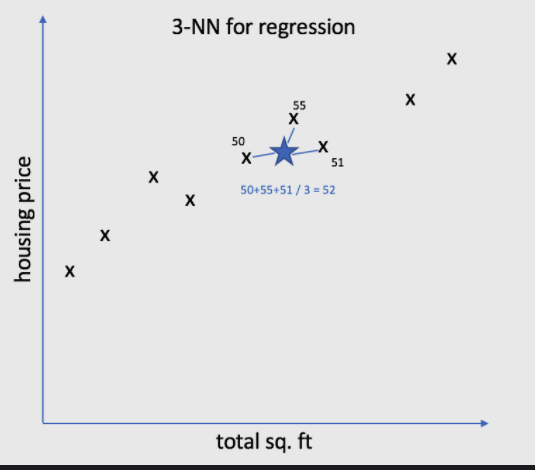 3-NN for regression
x
x
55
x
50
x
x
51
x
50+55+51 / 3 = 52
x
x
x
housing price
total sq. ft